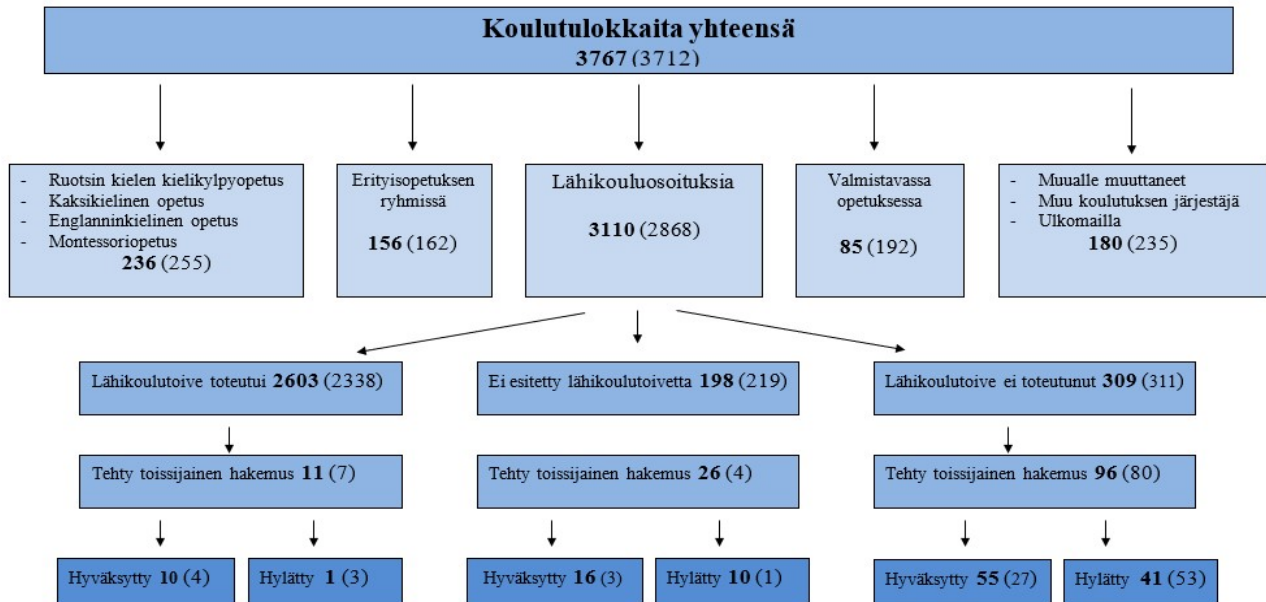 Koulutulokkaita yhteensä
3767 (3712)
- Ruotsin kielen kielikylpyopetus
- Kaksikielinen opetus
- Englanninkielinen opetus
- Montessoriopetus
236 (255)
Erityisopetuksen
ryhmissä
156 (162)
Lähikouluosoituksia
3110 (2868)
Valmistavassa
opetuksessa
85 (192)
- Muualle muuttaneet
- Muu koulutuksen järjestäjä
- Ulkomailla
180 (235)
Lähikoulutoive toteutui 2603 (2338)
Ei esitetty lähikoulutoivetta 198 (219)
Lähikoulutoive ei toteutunut 309 (311)
Tehty toissijainen hakemus 11 (7)
Tehty toissijainen hakemus 26 (4)
Tehty toissijainen hakemus 96 (80)
Hyväksytty 10 (4)
Hylätty 1 (3)
Hyväksytty 16 (3)
Hylätty 10 (1)
Hyväksytty 55 (27)
Hylätty 41 (53)